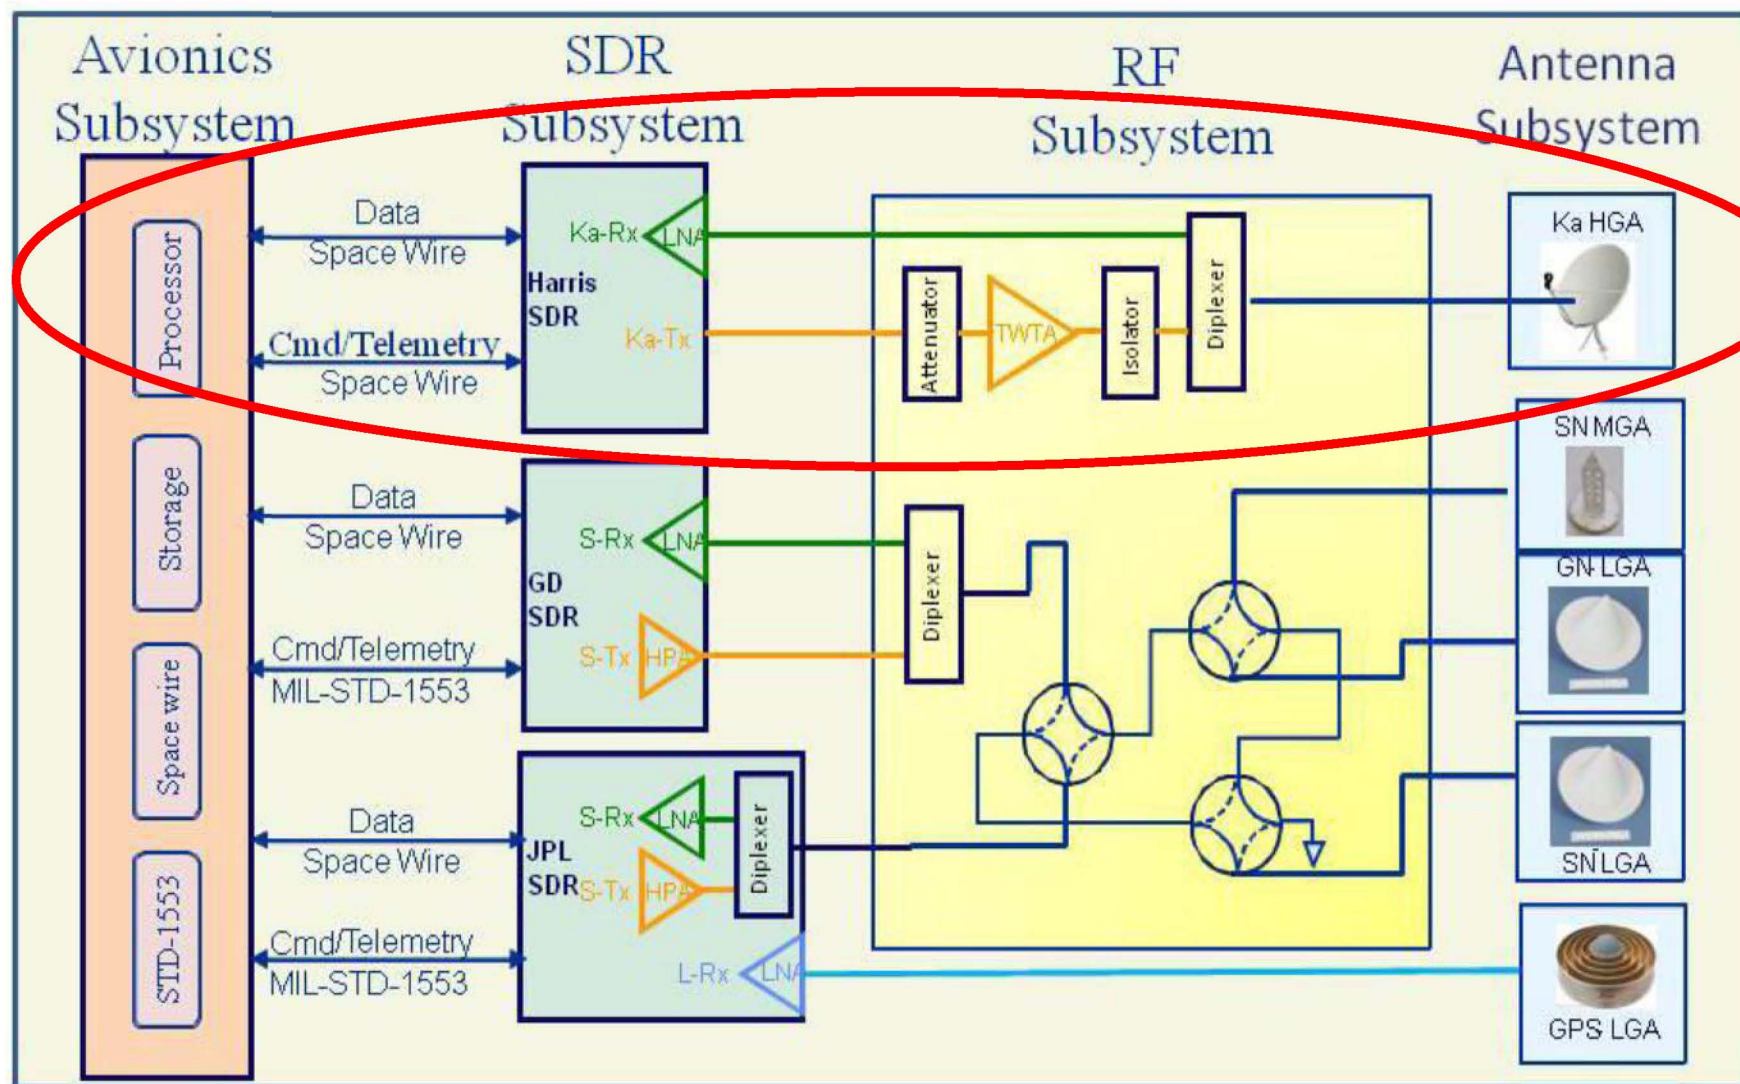 Avionics
Subsystem
SDR
Subsystem
RF
Subsystem
Antenna
Subsystem
Processor
Storage
Space wire
STD-1553
Data
Space Wire
Cmd/Telemetry
Space Wire
Ka-Rx
LNA
Harris
SDR
Ka-Tx
Attenuator
TWTA
Isolator
Diplexer
Ka HGA
Data
Space Wire
Cmd/Telemetry
MIL-STD-1553
S-Rx
LNA
GD
SDR
S-Tx
HPA
Diplexer
SN MGA
GN-LGA
SN LGA
Data
Space Wire
Cmd/Telemetry
MIL-STD-1553
S-Rx
LNA
JPL
SDR
S-Tx
HPA
Diplexer
L-Rx
LNA
GPS LGA